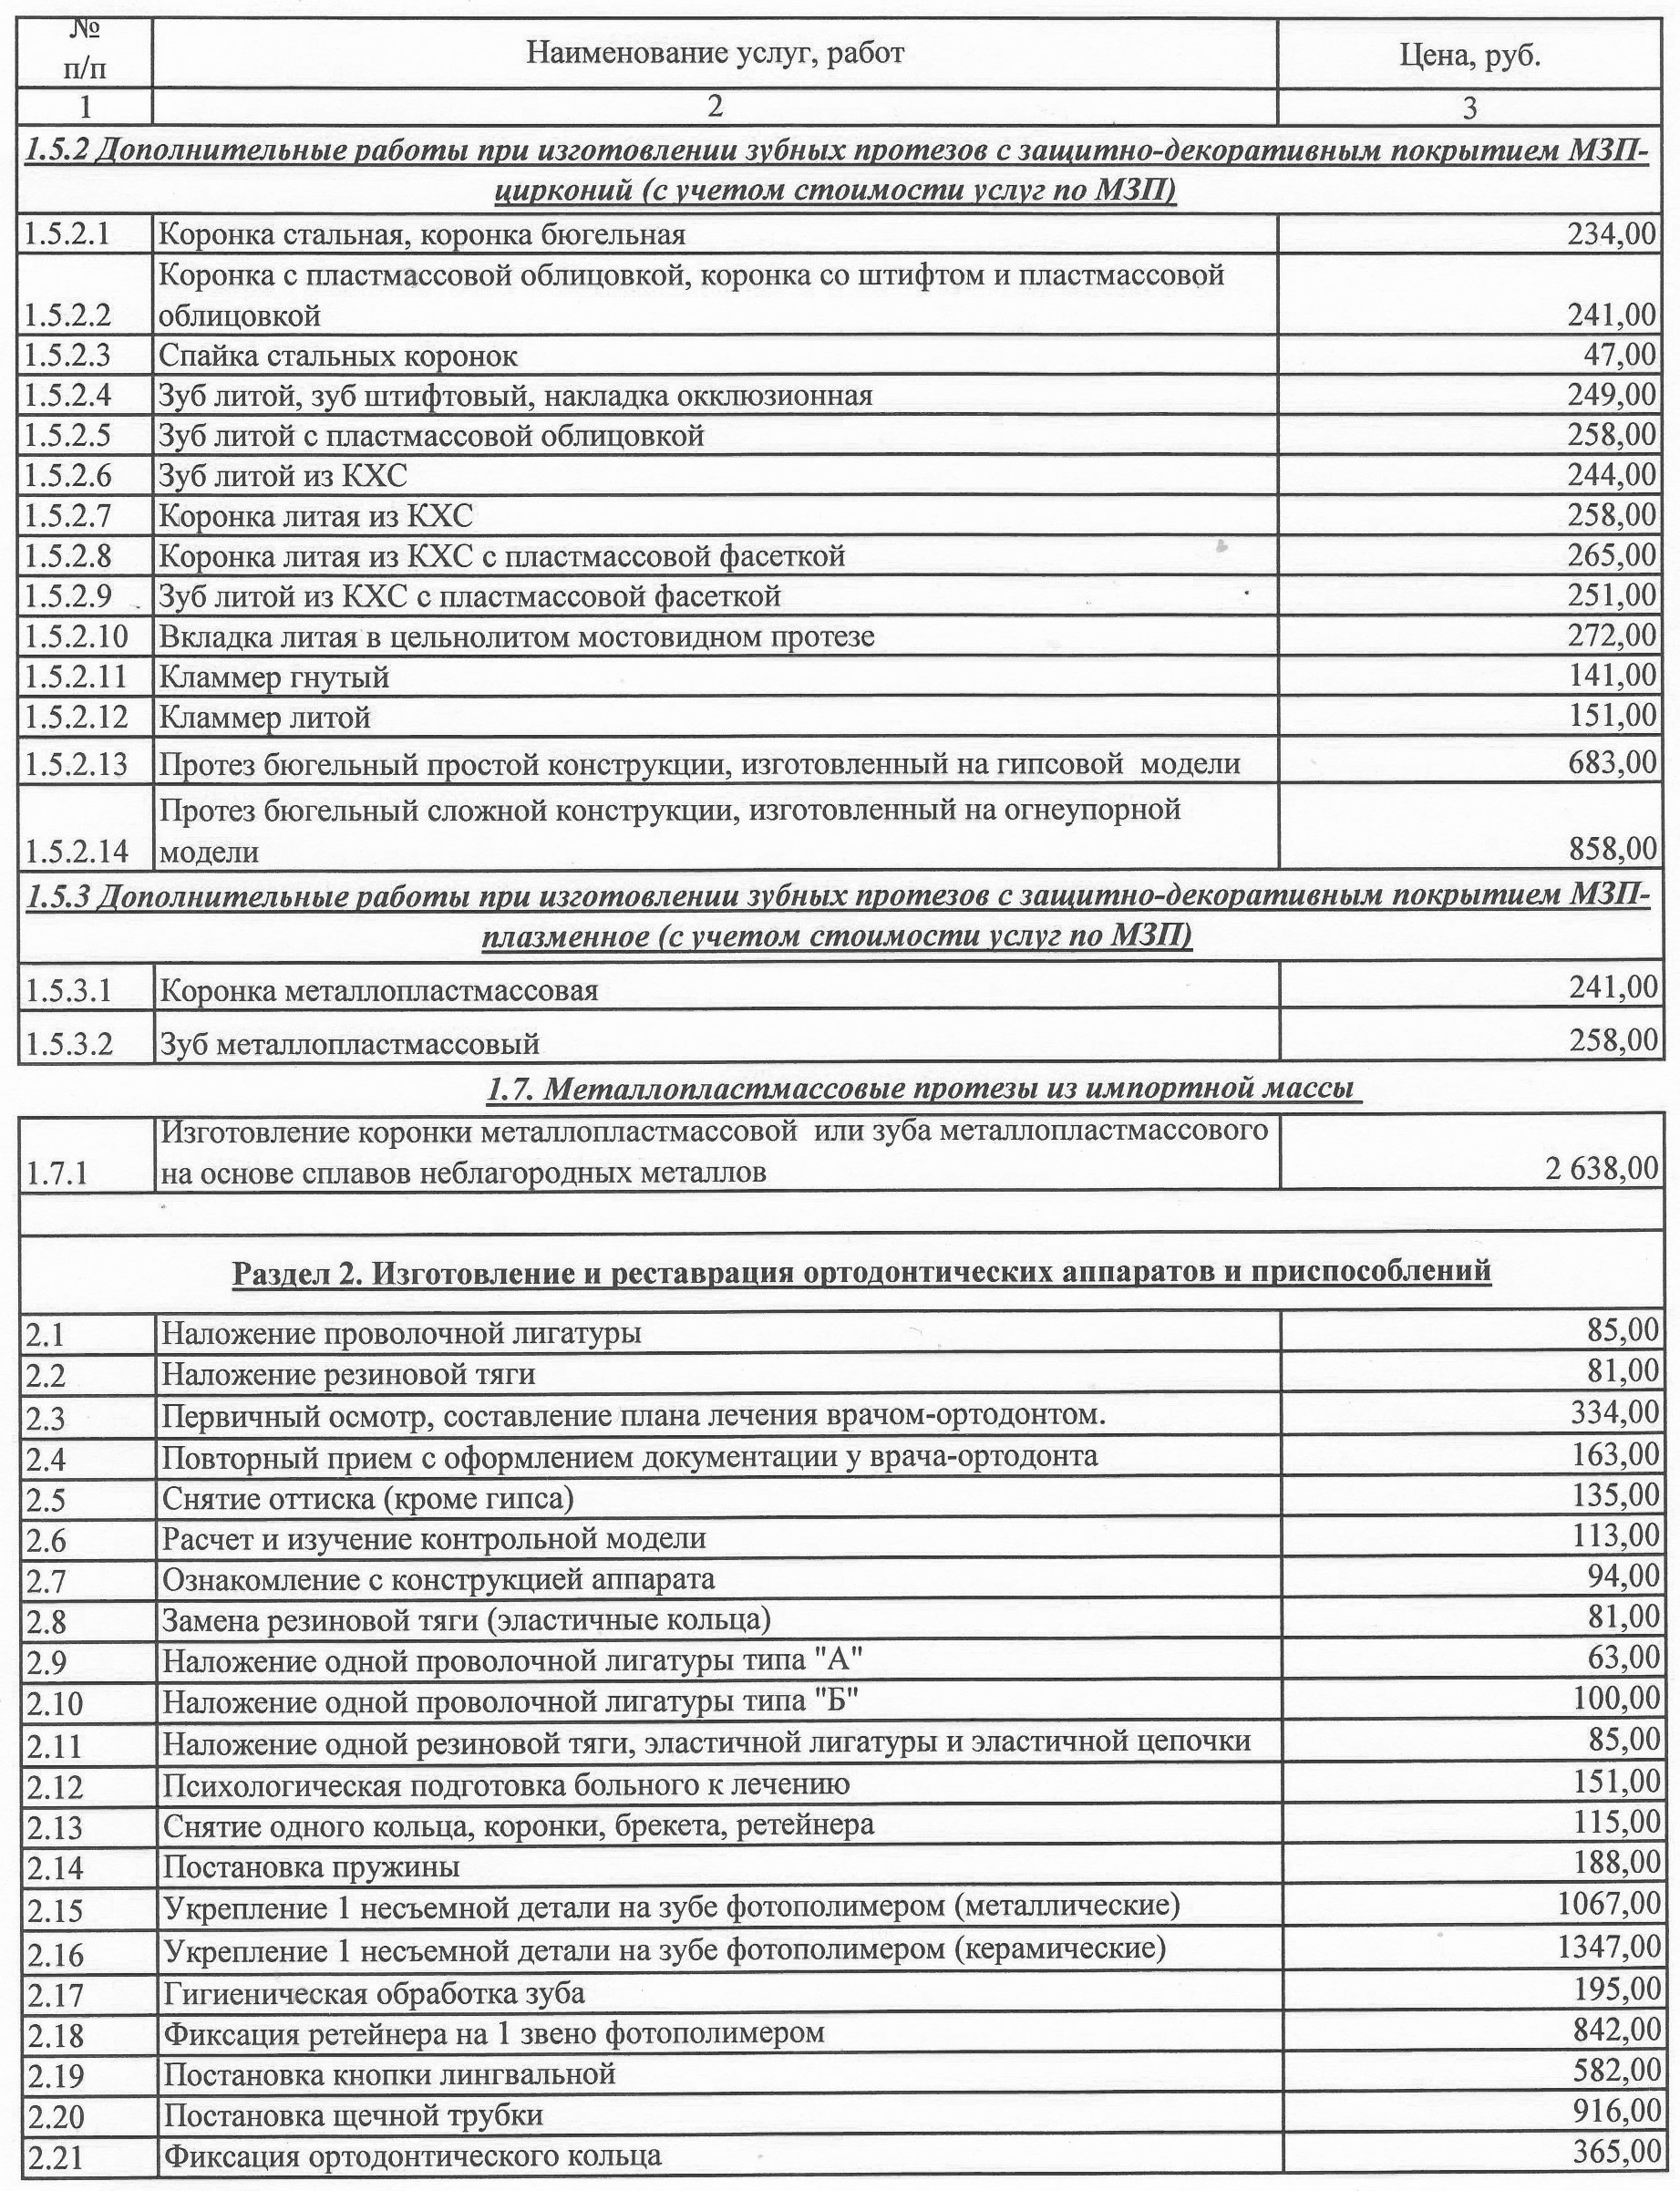 №
п/п
Наименование услуг, работ
Цена, руб.
1 2 3
1.5.2 Дополнительные работы при изготовлении зубных протезов с защитно-декоративным покрытием МЗП-
цирконий (с учетом стоимости услуг по МЗП)
1.5.2.1 Коронка стальная, коронка бюгельная 234,00
Коронка с пластмассовой облицовкой, коронка со штифтом и пластмассовой
1.5.2.2 облицовкой 241,00
1.5.2.3 Спайка стальных коронок 47,00
1.5.2.4 Зуб литой, зуб штифтовый, накладка окклюзионная 249,00
1.5.2.5 Зуб литой с пластмассовой облицовкой 258,00
1.5.2.6 Зуб литой из КХС 244,00
1.5.2.7 Коронка литая из КХС 258,00
1.5.2.8 Коронка литая из КХС с пластмассовой фасеткой 265,00
1.5.2.9 Зуб литой из КХС с пластмассовой фасеткой 251,00
1.5.2.10 Вкладка литая в цельнолитом мостовидном протезе 272,00
1.5.2.11 Кламмер гнутый 141,00
1.5.2.12 Кламмер литой 151,00
1.5.2.13 Протез бюгельный простой конструкции, изготовленный на гипсовой модели 683,00
Протез бюгельный сложной конструкции, изготовленный на огнеупорной
1.5.2.14 модели 858,00
1.5.3 Дополнительные работы при изготовлении зубных протезов с защитно-декоративным покрытием МЗП-
плазменное (с учетом стоимости услуг по МЗП)
1.5.3.1 Коронка металлопластмассовая 241,00
1.5.3.2 Зуб металлопластмассовый 258,00
1.7. Металлопластмассовые протезы из импортной массы
Изготовление коронки металлопластмассовой или зуба металлопластмассового
1.7.1 на основе сплавов неблагородных металлов 2 638,00
Раздел 2. Изготовление и реставрация ортодонтических аппаратов и приспособлений
2.1 Наложение проволочной лигатуры 85,00
2.2 Наложение резиновой тяги 81,00
2.3 Первичный осмотр, составление плана лечения врачом-ортодонтом. 334,00
2.4 Повторный прием с оформлением документации у врача-ортодонта 163,00
2.5 Снятие оттиска (кроме гипса) 135,00
2.6 Расчет и изучение контрольной модели 113,00
2.7 Ознакомление с конструкцией аппарата 94,00
2.8 Замена резиновой тяги (эластичные кольца) 81,00
2.9 Наложение одной проволочной лигатуры типа "А" 63,00
2.10 Наложение одной проволочной лигатуры типа "Б" 100,00
2.11 Наложение одной резиновой тяги, эластичной лигатуры и эластичной цепочки 85,00
2.12 Психологическая подготовка больного к лечению 151,00
2.13 Снятие одного кольца, коронки, брекета, ретейнера 115,00
2.14 Постановка пружины 188,00
2.15 Укрепление 1 несъемной детали на зубе фотополимером (металлические) 1067,00
2.16 Укрепление 1 несъемной детали на зубе фотополимером (керамические) 1347,00
2.17 Гигиеническая обработка зуба 195,00
2.18 Фиксация ретейнера на 1 звено фотополимером 842,00
2.19 Постановка кнопки лингвальной 582,00
2.20 Постановка щечной трубки 916,00
2.21 Фиксация ортодонтического кольца 365,00